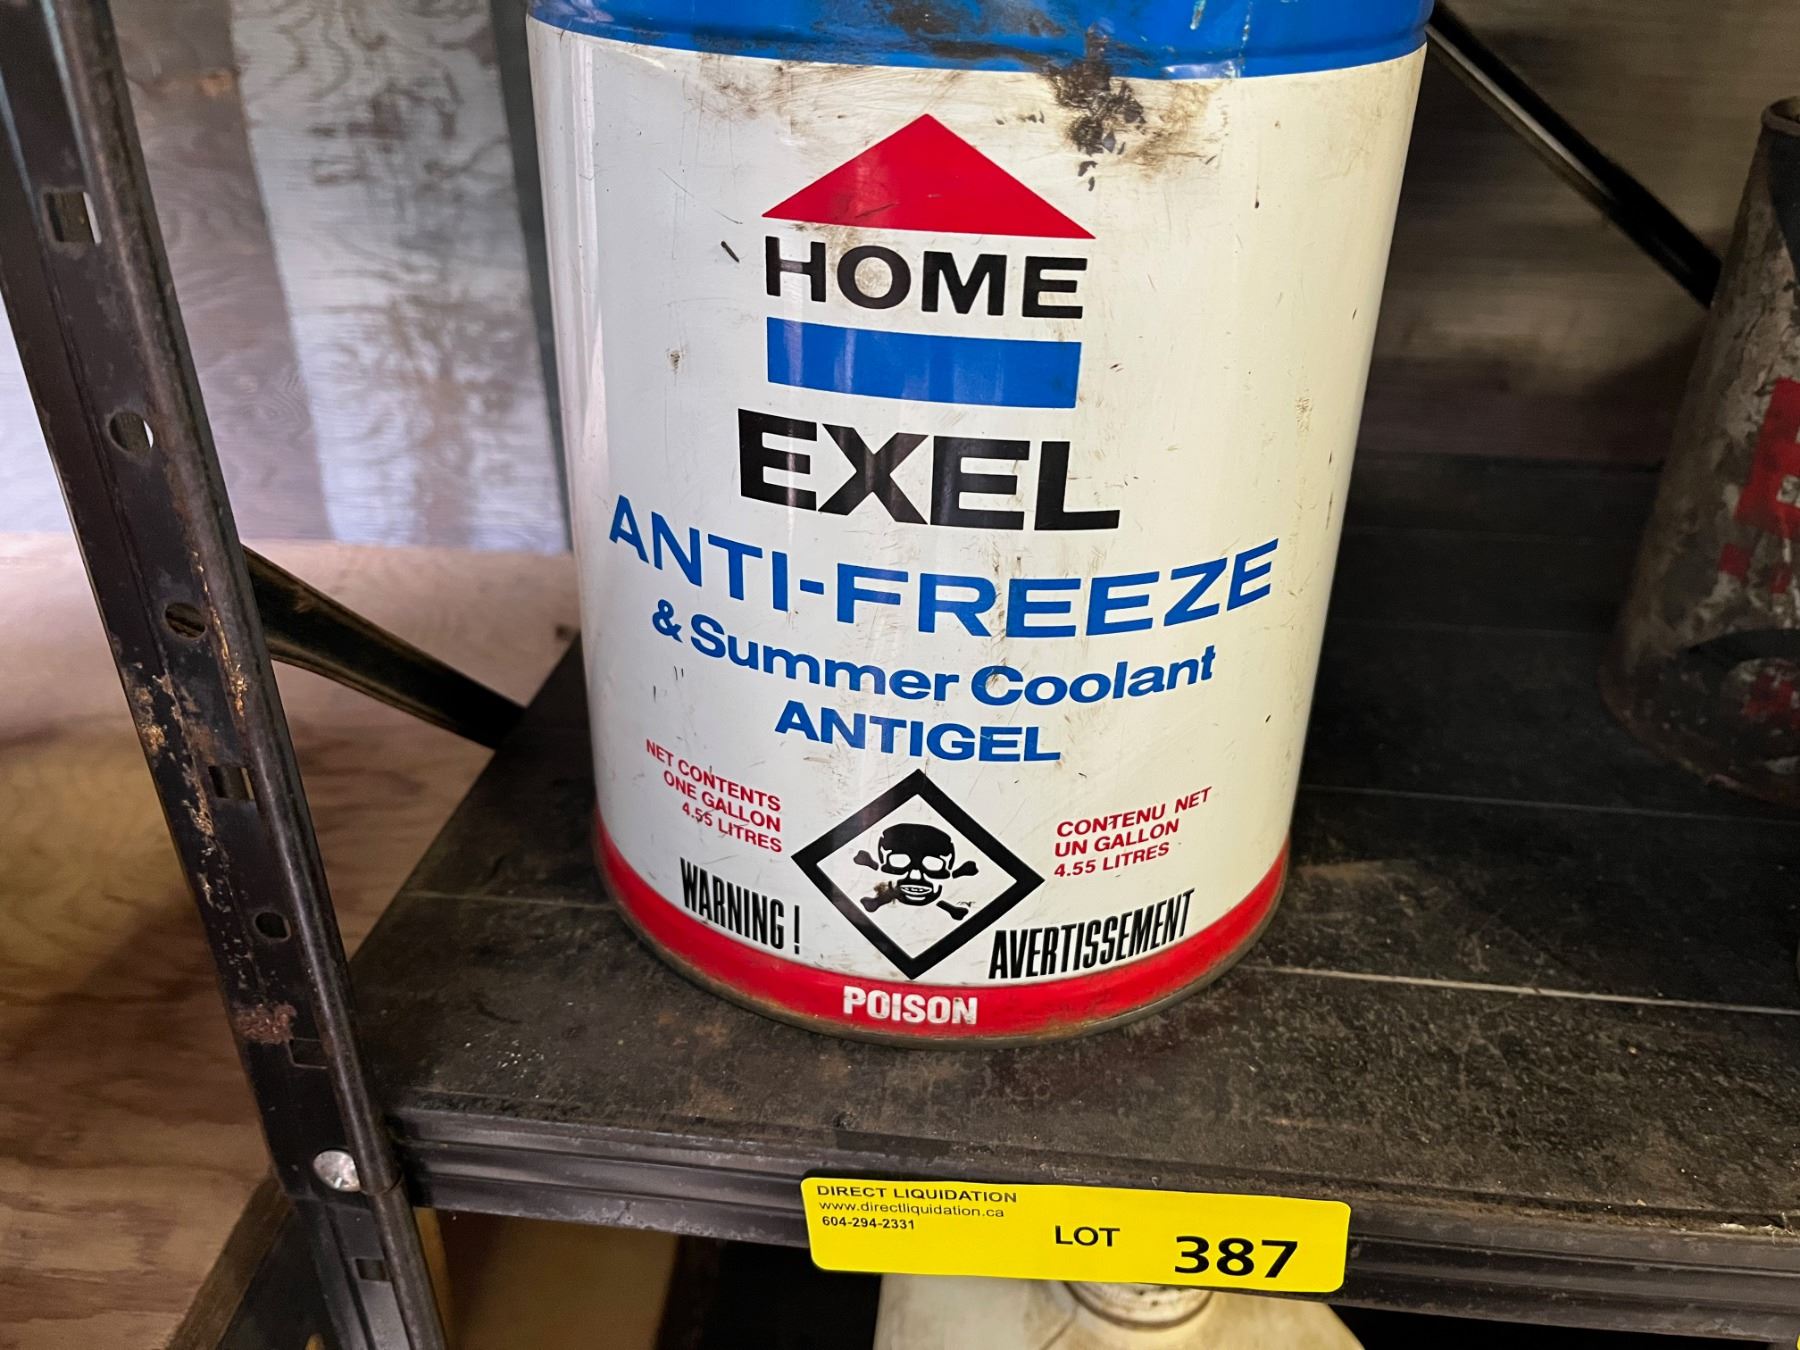 HOME
EXEL
ANTI-FREEZE
& Summer Coolant
ANTIGEL
NET CONTENTS
ONE GALLON
4.55 LITRES
CONTENU NET
UN GALLON
4.55 LITRES
WARNING !
AVERTISSEMENT
POISON
DIRECT LIQUIDATION
www.directliquidation.ca
604-294-2331
LOT 387